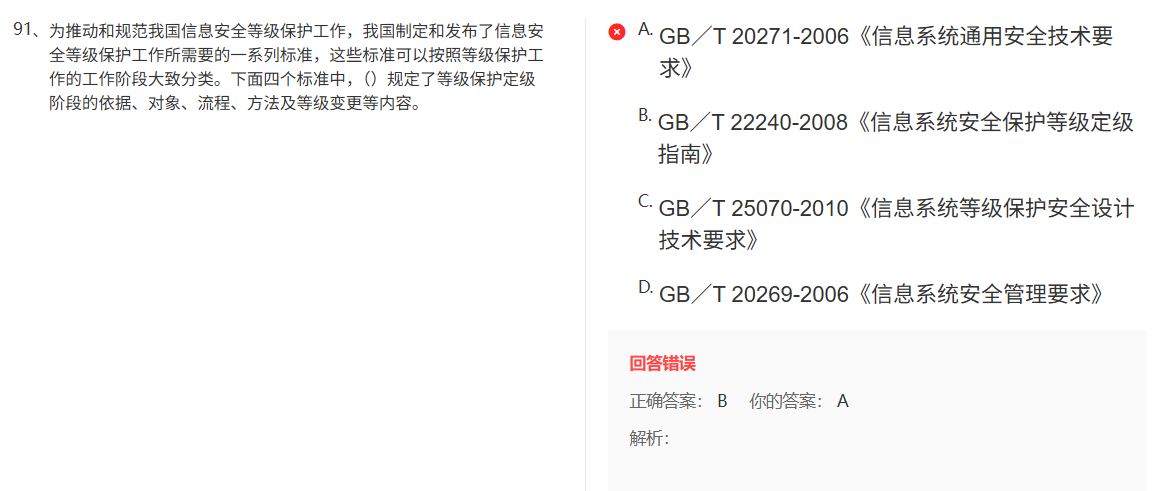 91、为推动和规范我国信息安全等级保护工作，我国制定和发布了信息安
全等级保护工作所需要的一系列标准，这些标准可以按照等级保护工
作的工作阶段大致分类。下面四个标准中，（）规定了等级保护定级
阶段的依据、对象、流程、方法及等级变更等内容。
A. GB／T 20271-2006《信息系统通用安全技术要
求》
B. GB／T 22240-2008《信息系统安全保护等级定级
指南》
C. GB／T 25070-2010《信息系统等级保护安全设计
技术要求》
D. GB／T 20269-2006《信息系统安全管理要求》
回答错误
正确答案： B 你的答案： A
解析：